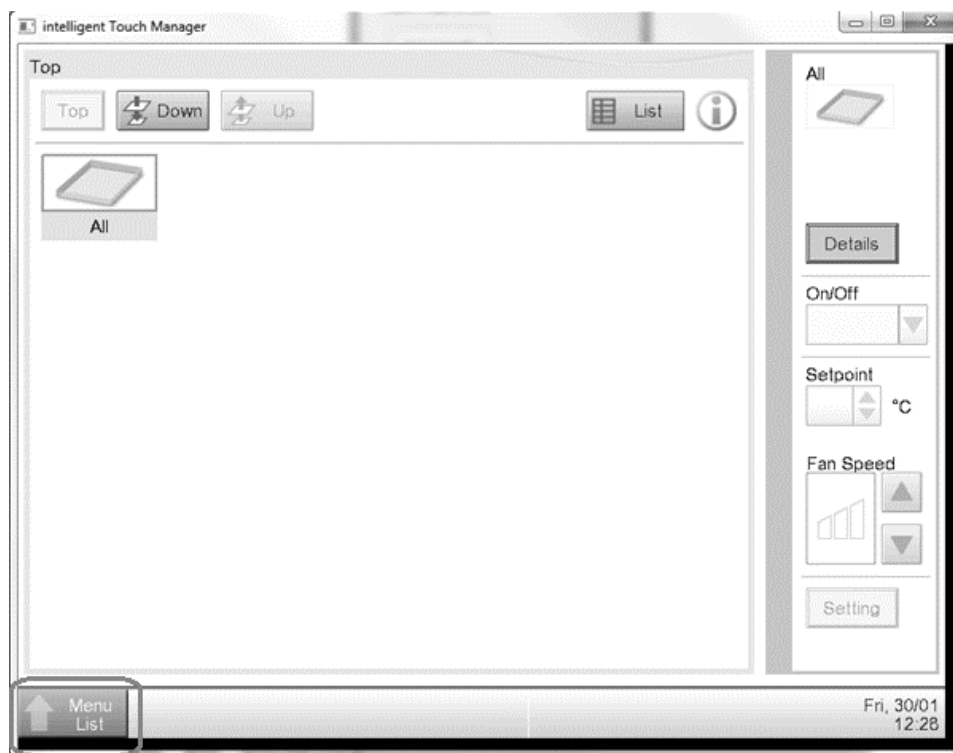 intelligent Touch Manager
Top
Top
Down
Up
List
All
All
Details
On/Off
Setpoint
°C
Fan Speed
Setting
Menu
List
Fri, 30/01
12:28